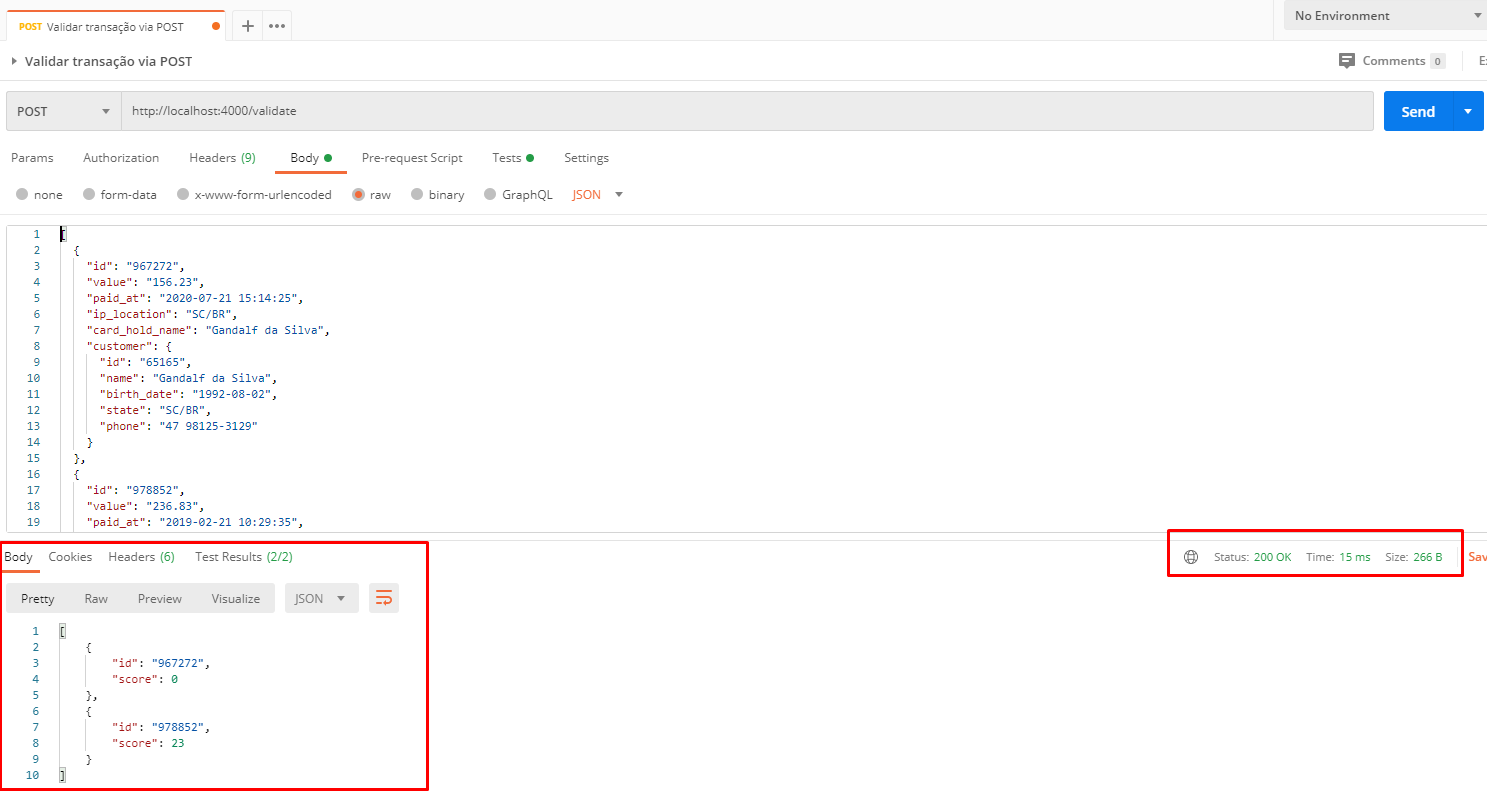 POST Validar transação via POST
No Environment
Validar transação via POST
Comments 0
POST http://localhost:4000/validate Send
Params Authorization Headers (9) Body Pre-request Script Tests Settings
none form-data x-www-form-urlencoded raw binary GraphQL JSON
1 [
2 {
3 "id": "967272",
4 "value": "156.23",
5 "paid_at": "2020-07-21 15:14:25",
6 "ip_location": "SC/BR",
7 "card_hold_name": "Gandalf da Silva",
8 "customer": {
9 "id": "65165",
10 "name": "Gandalf da Silva",
11 "birth_date": "1992-08-02",
12 "state": "SC/BR",
13 "phone": "47 98125-3129"
14 }
15 },
16 {
17 "id": "978852",
18 "value": "236.83",
19 "paid_at": "2019-02-21 10:29:35",
Body Cookies Headers (6) Test Results (2/2)
Status: 200 OK Time: 15 ms Size: 266 B Sav
Pretty Raw Preview Visualize JSON
1 [
2 {
3 "id": "967272",
4 "score": 0
5 },
6 {
7 "id": "978852",
8 "score": 23
9 }
10 ]